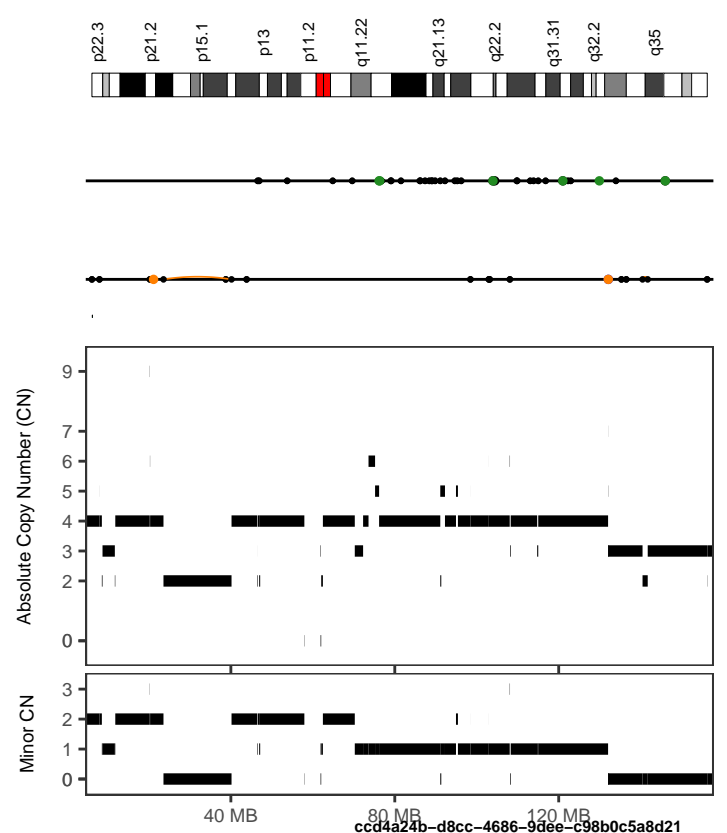 p22.3 p21.2 p15.1 p13 p11.2 q11.22 q21.13 q22.2 q31.31 q32.2 q35
Absolute Copy Number (CN)
9
7
6
5
4
3
2
0
Minor CN
3
2
1
0
40 MB 80 MB 120 MB
ccd4a24b−d8cc−4686−9dee−c98b0c5a8d21